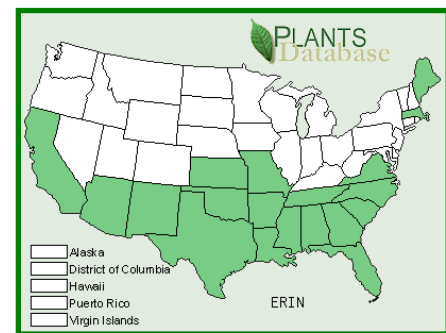 PLANTS
Database
Alaska
District of Columbia
Hawaii
Puerto Rico
Virgin Islands
ERIN